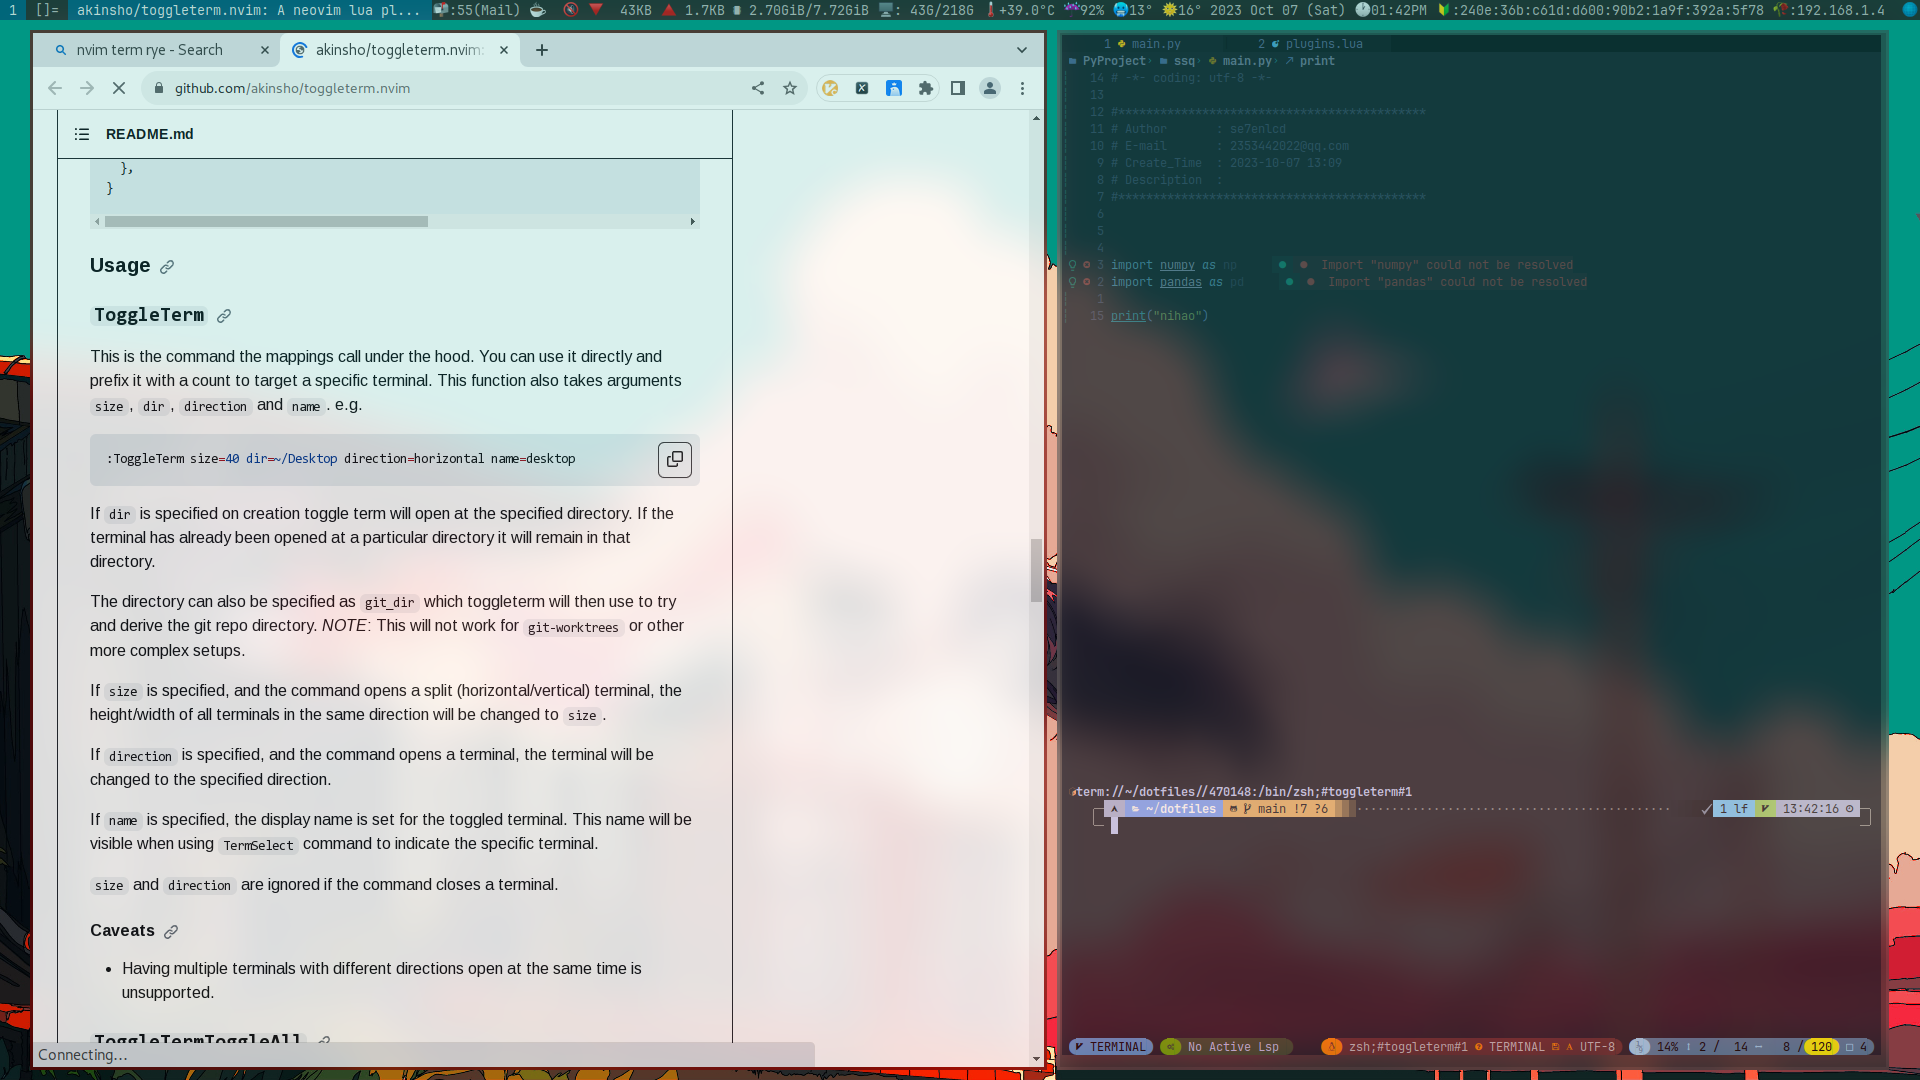 1 []= akinsho/toggleterm.nvim: A neovim lua pl... :55(Mail) 43KB 1.7KB 2.70GiB/7.72GiB : 43G/218G +39.0°C 92% 13° 16° 2023 Oct 07 (Sat) 01:42PM :240e:36b:c61d:d600:90b2:1a9f:392a:5f78 :192.168.1.4
nvim term rye - Search
akinsho/toggleterm.nvim:
github.com/akinsho/toggleterm.nvim
README.md
},
}
Usage
ToggleTerm
This is the command the mappings call under the hood. You can use it directly and
prefix it with a count to target a specific terminal. This function also takes arguments
size, dir, direction and name. e.g.
:ToggleTerm size=40 dir=~/Desktop direction=horizontal name=desktop
If dir is specified on creation toggle term will open at the specified directory. If the
terminal has already been opened at a particular directory it will remain in that
directory.
The directory can also be specified as git_dir which toggleterm will then use to try
and derive the git repo directory. NOTE: This will not work for git-worktrees or other
more complex setups.
If size is specified, and the command opens a split (horizontal/vertical) terminal, the
height/width of all terminals in the same direction will be changed to size.
If direction is specified, and the command opens a terminal, the terminal will be
changed to the specified direction.
If name is specified, the display name is set for the toggled terminal. This name will be
visible when using TermSelect command to indicate the specific terminal.
size and direction are ignored if the command closes a terminal.
Caveats
• Having multiple terminals with different directions open at the same time is
unsupported.
ToggleTermToggleAll
Connecting...
1 main.py 2 plugins.lua
PyProject› ssq› main.py› print
14 # -*- coding: utf-8 -*-
13
12 #********************************************
11 # Author : se7enlcd
10 # E-mail : 2353442022@qq.com
9 # Create_Time : 2023-10-07 13:09
8 # Description :
7 #********************************************
6
5
4
3 import numpy as np Import "numpy" could not be resolved
2 import pandas as pd Import "pandas" could not be resolved
1
15 print("nihao")
term://~/dotfiles//470148:/bin/zsh;#toggleterm#1
~/dotfiles main !7 ?6 1 lf 13:42:16
TERMINAL No Active Lsp zsh;#toggleterm#1 TERMINAL UTF-8 14% 2 / 14 8 /120 4